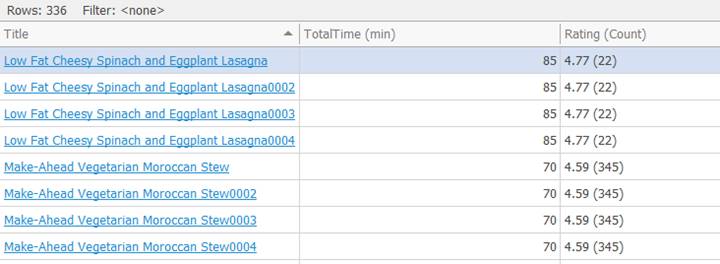 Rows: 336 Filter: <none>
Title TotalTime (min) Rating (Count)
Low Fat Cheesy Spinach and Eggplant Lasagna 85 4.77 (22)
Low Fat Cheesy Spinach and Eggplant Lasagna0002 85 4.77 (22)
Low Fat Cheesy Spinach and Eggplant Lasagna0003 85 4.77 (22)
Low Fat Cheesy Spinach and Eggplant Lasagna0004 85 4.77 (22)
Make-Ahead Vegetarian Moroccan Stew 70 4.59 (345)
Make-Ahead Vegetarian Moroccan Stew0002 70 4.59 (345)
Make-Ahead Vegetarian Moroccan Stew0003 70 4.59 (345)
Make-Ahead Vegetarian Moroccan Stew0004 70 4.59 (345)